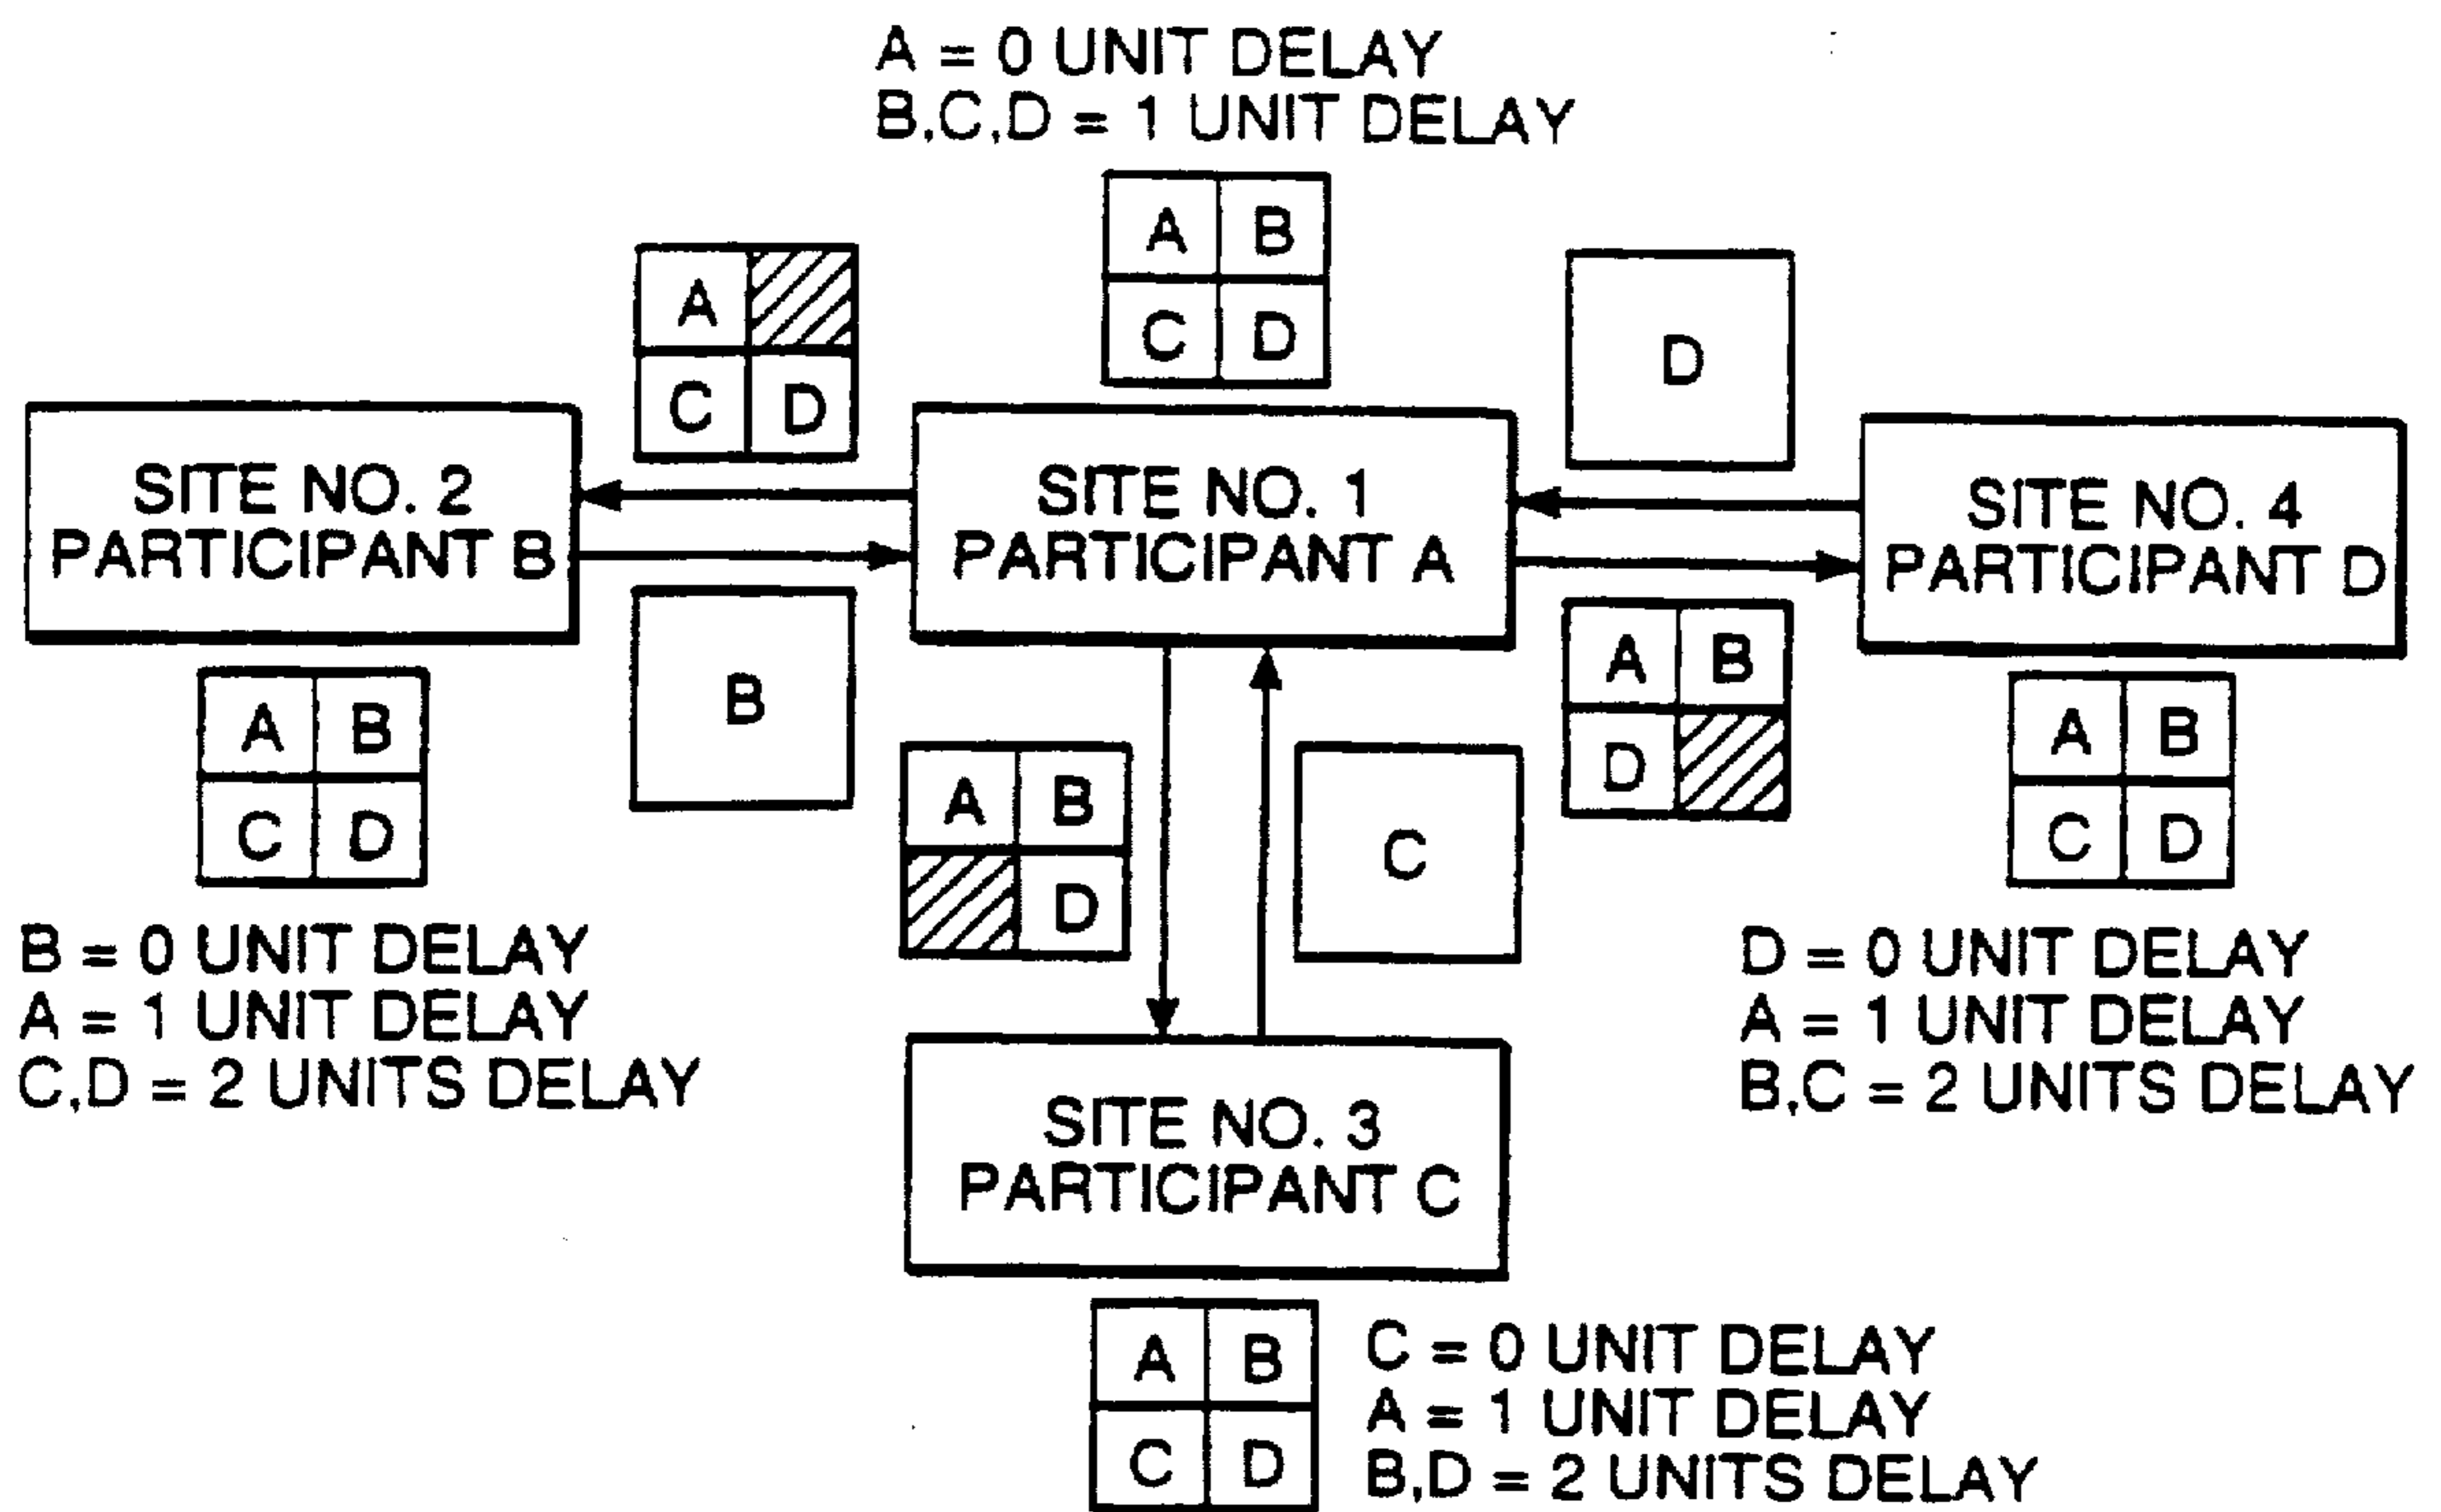 A = 0 UNIT DELAY
B,C,D = 1 UNIT DELAY
A B
C D
A
C D
D
SITE NO. 2
PARTICIPANT B
SITE NO. 1
PARTICIPANT A
SITE NO. 4
PARTICIPANT D
A B
C D
B
A B
D
C
A B
D
A B
C D
B = 0 UNIT DELAY
A = 1 UNIT DELAY
C,D = 2 UNITS DELAY
D = 0 UNIT DELAY
A = 1 UNIT DELAY
B,C = 2 UNITS DELAY
SITE NO. 3
PARTICIPANT C
A B
C D
C = 0 UNIT DELAY
A = 1 UNIT DELAY
B,D = 2 UNITS DELAY